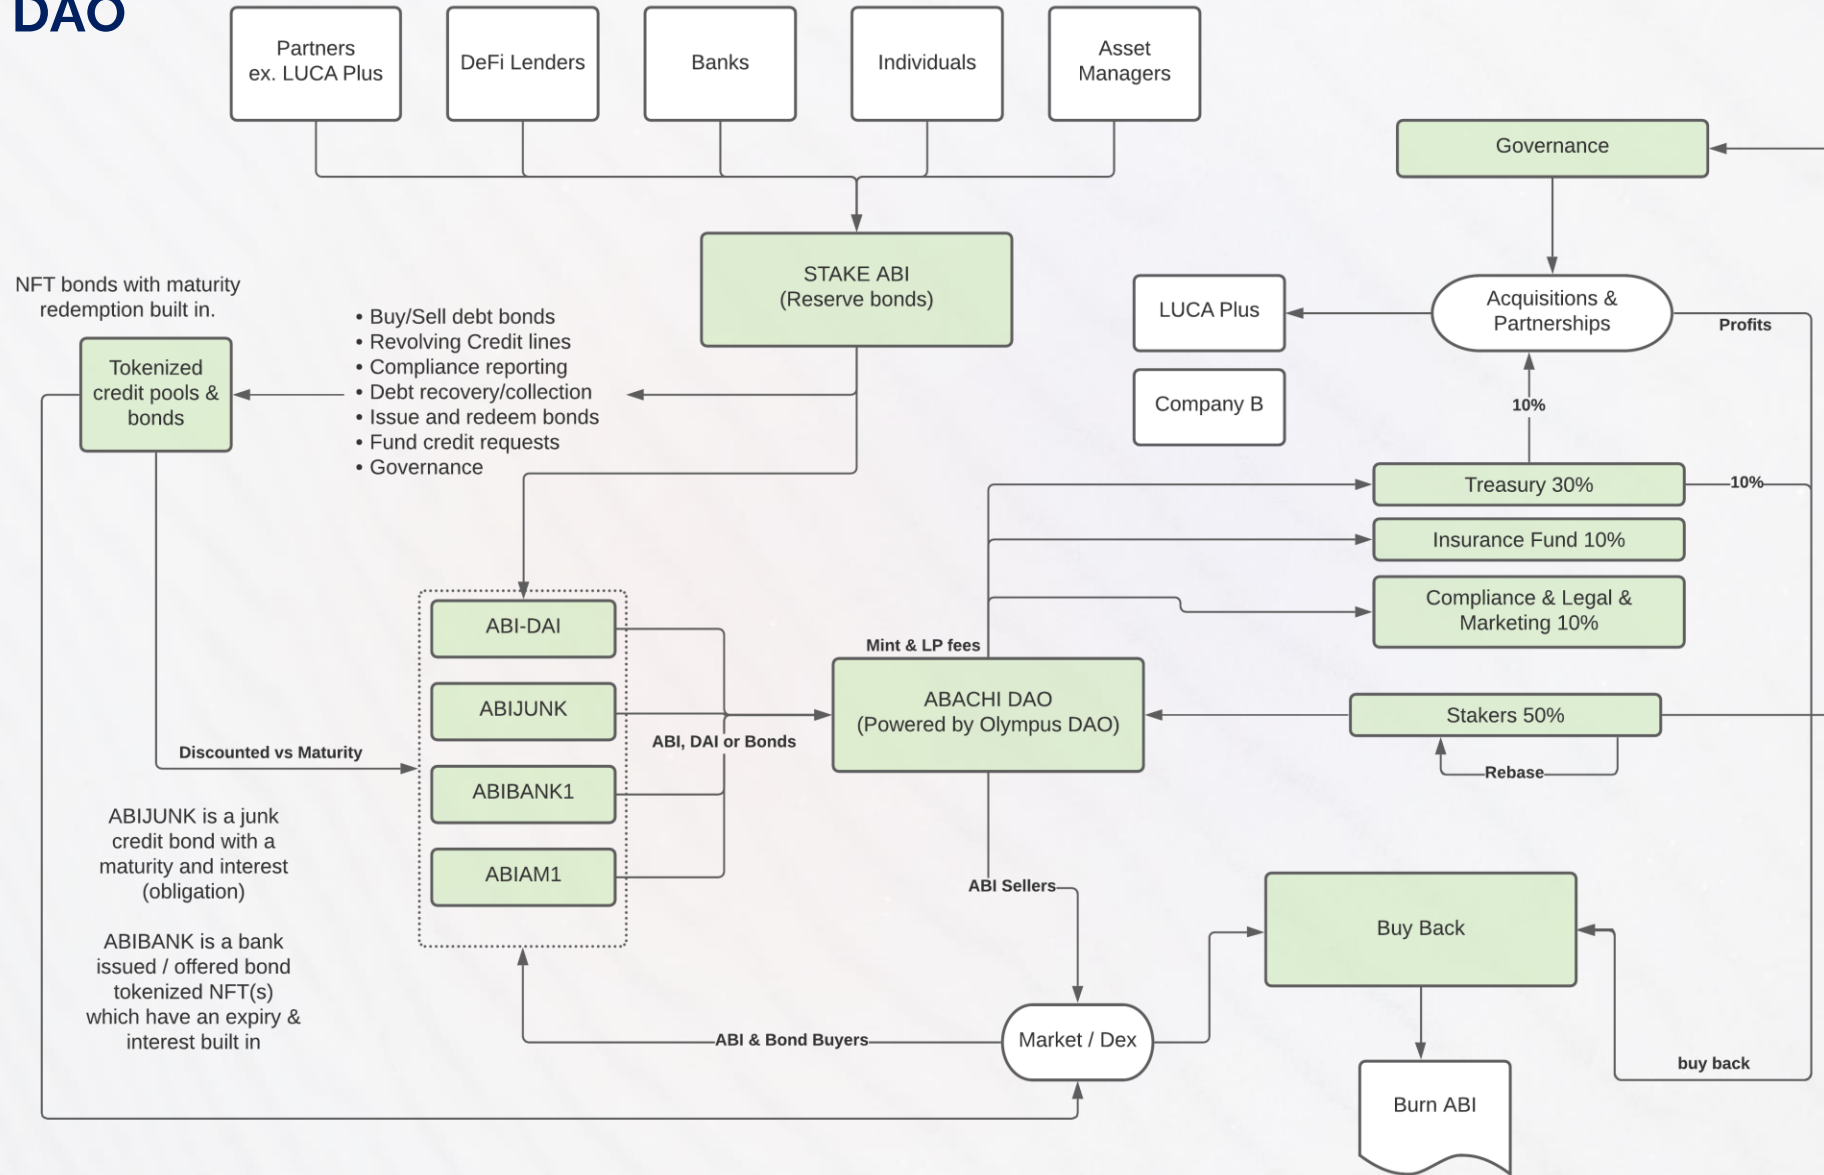 DAO
Partners
ex. LUCA Plus
DeFi Lenders
Banks
Individuals
Asset
Managers
Governance
STAKE ABI
(Reserve bonds)
NFT bonds with maturity
redemption built in.
Tokenized
credit pools &
bonds
• Buy/Sell debt bonds
• Revolving Credit lines
• Compliance reporting
• Debt recovery/collection
• Issue and redeem bonds
• Fund credit requests
• Governance
LUCA Plus
Company B
Acquisitions &
Partnerships
Profits
10%
Treasury 30%
10%
Insurance Fund 10%
Compliance & Legal &
Marketing 10%
ABI-DAI
ABIJUNK
ABIBANK1
ABIAM1
ABI, DAI or Bonds
Mint & LP fees
ABACHI DAO
(Powered by Olympus DAO)
Stakers 50%
Rebase
Discounted vs Maturity
ABIJUNK is a junk
credit bond with a
maturity and interest
(obligation)
ABIBANK is a bank
issued / offered bond
tokenized NFT(s)
which have an expiry &
interest built in
ABI Sellers
Buy Back
ABI & Bond Buyers
Market / Dex
buy back
Burn ABI